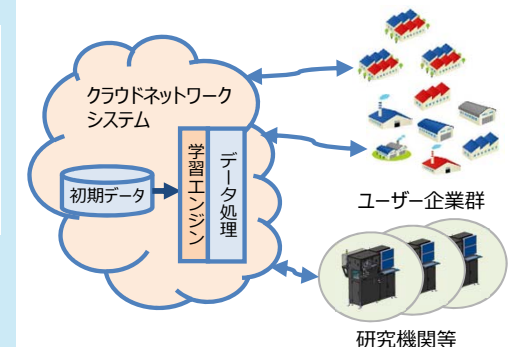 クラウドネットワーク
システム
初期データ
学習エンジン
データ処理
ユーザー企業群
研究機関等